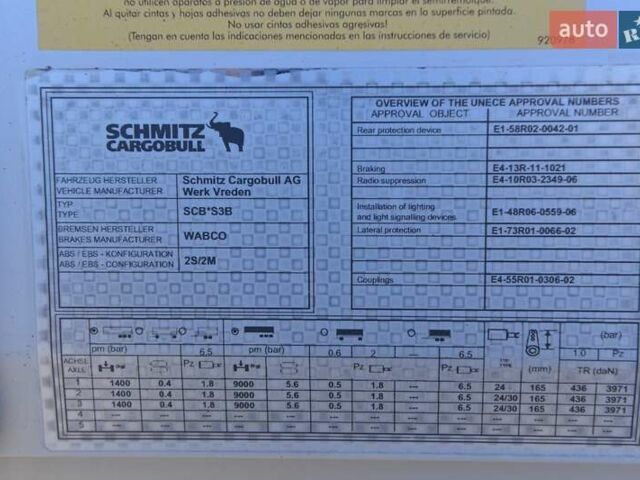 no utilicen aparatos a presión de agua o de vapor para limpiar el semirremolque.
Al quitar cintas y hojas adhesivas no deben dejar ningunas marcas en la superficie pintada.
No usar cintas adhesivas agresivas!
(Tengan en cuenta las indicaciones mencionadas en las instrucciones de servicio)
auto
RIA
SCHMITZ
CARGOBULL
FAHRZEUG HERSTELLER
VEHICLE MANUFACTURER
Schmitz Cargobull AG
Werk Vreden
TYP
TYPE
SCB*S3B
BREMSEN HERSTELLER
BRAKES MANUFACTURER
WABCO
ABS / EBS - KONFIGURATION
ABS / EBS - CONFIGURATION
2S/2M
OVERVIEW OF THE UNECE APPROVAL NUMBERS
APPROVAL OBJECT APPROVAL NUMBER
Rear protection device E1-58R02-0042-01
Braking E4-13R-11-1021
Radio suppression E4-10R03-2349-06
Installation of lighting
and light signalling devices E1-48R06-0559-06
Lateral protection E1-73R01-0066-02
Couplings E4-55R01-0306-02
(bar)
pm (bar) 6.5 pm (bar) 0.6 2 --- 6.5 1.0 Pz
ACHSE
AXLE
Pz Pz Pz (mm) TR (daN)
1 1400 0.4 1.8 9000 5.6 0.5 1.8 --- 6.5 24 165 436 3971
2 1400 0.4 1.8 9000 5.6 0.5 1.8 --- 6.5 24/30 165 436 3971
3 1400 0.4 1.8 9000 5.6 0.5 1.8 --- 6.5 24/30 165 436 3971
4 --- --- --- --- --- --- --- --- --- --- --- --- ---
5 --- --- --- --- --- --- --- --- --- --- --- --- ---